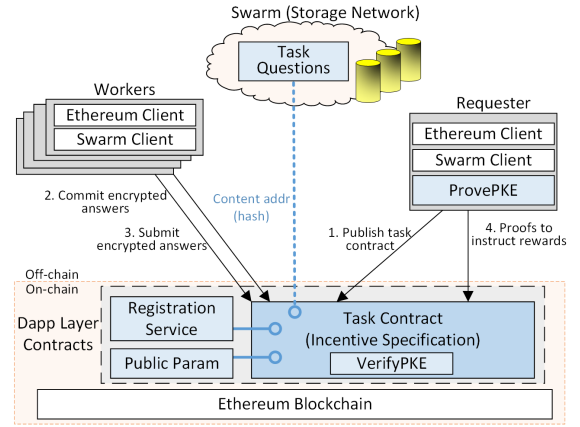 Swarm (Storage Network)
Task
Questions
Workers
Ethereum Client
Swarm Client
Requester
Ethereum Client
Swarm Client
ProvePKE
2. Commit encrypted
answers
3. Submit
encrypted answers
Content addr
(hash)
1. Publish task
contract
4. Proofs to
instruct rewards
Off-chain
On-chain
Dapp Layer
Contracts
Registration
Service
Public Param
Task Contract
(Incentive Specification)
VerifyPKE
Ethereum Blockchain